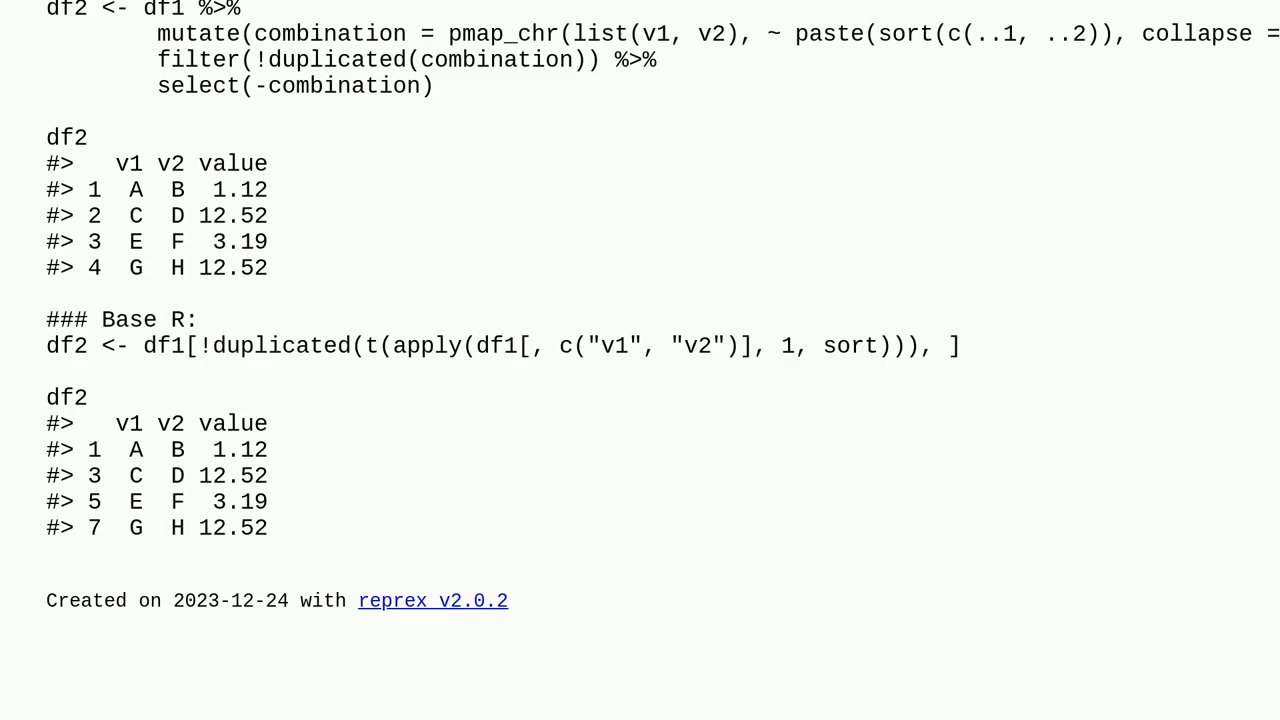 df2 <- df1 %>%
        mutate(combination = pmap_chr(list(v1, v2), ~ paste(sort(c(..1, ..2)), collapse =
        filter(!duplicated(combination)) %>%
        select(-combination)
df2
#>   v1 v2 value
#> 1  A  B  1.12
#> 2  C  D 12.52
#> 3  E  F  3.19
#> 4  G  H 12.52
### Base R:
df2 <- df1[!duplicated(t(apply(df1[, c("v1", "v2")], 1, sort))), ]
df2
#>   v1 v2 value
#> 1  A  B  1.12
#> 3  C  D 12.52
#> 5  E  F  3.19
#> 7  G  H 12.52
Created on 2023-12-24 with reprex v2.0.2